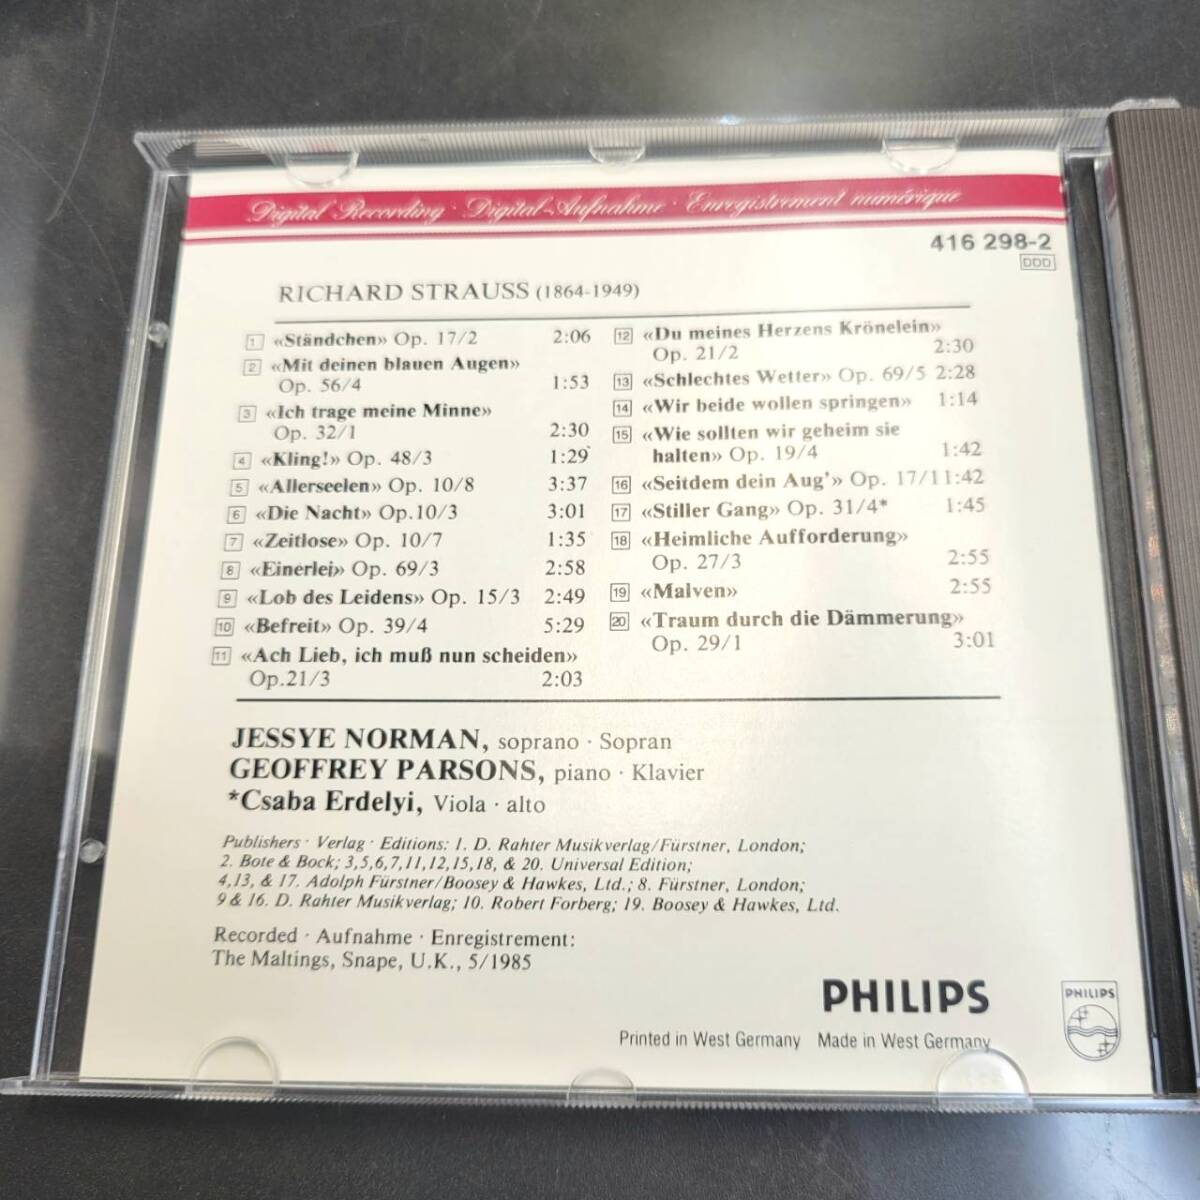 Digital Recording · Digital-Aufnahme · Enregistrement numérique
416 298-2
DDD
RICHARD STRAUSS (1864-1949)
1 «Ständchen» Op. 17/2 2:06
2 «Mit deinen blauen Augen»
Op. 56/4 1:53
3 «Ich trage meine Minne»
Op. 32/1 2:30
4 «Kling!» Op. 48/3 1:29
5 «Allerseelen» Op. 10/8 3:37
6 «Die Nacht» Op.10/3 3:01
7 «Zeitlose» Op. 10/7 1:35
8 «Einerlei» Op. 69/3 2:58
9 «Lob des Leidens» Op. 15/3 2:49
10 «Befreit» Op. 39/4 5:29
11 «Ach Lieb, ich muß nun scheiden»
Op.21/3 2:03
12 «Du meines Herzens Krönelein»
Op. 21/2 2:30
13 «Schlechtes Wetter» Op. 69/5 2:28
14 «Wir beide wollen springen» 1:14
15 «Wie sollten wir geheim sie
halten» Op. 19/4 1:42
16 «Seitdem dein Aug'» Op. 17/1 1:42
17 «Stiller Gang» Op. 31/4* 1:45
18 «Heimliche Aufforderung»
Op. 27/3 2:55
19 «Malven» 2:55
20 «Traum durch die Dämmerung»
Op. 29/1 3:01
JESSYE NORMAN, soprano · Sopran
GEOFFREY PARSONS, piano · Klavier
*Csaba Erdelyi, Viola · alto
Publishers · Verlag · Editions: 1. D. Rahter Musikverlag/Fürstner, London;
2. Bote & Bock; 3,5,6,7,11,12,15,18, & 20. Universal Edition;
4,13, & 17. Adolph Fürstner/Boosey & Hawkes, Ltd.; 8. Fürstner, London;
9 & 16. D. Rahter Musikverlag; 10. Robert Forberg; 19. Boosey & Hawkes, Ltd.
Recorded · Aufnahme · Enregistrement:
The Maltings, Snape, U.K., 5/1985
PHILIPS
PHILIPS
Printed in West Germany Made in West Germany